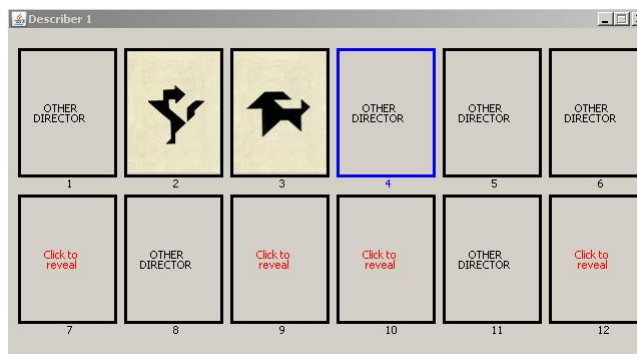 Describer 1
OTHER
DIRECTOR
OTHER
DIRECTOR
OTHER
DIRECTOR
OTHER
DIRECTOR
1
2
3
4
5
6
Click to
reveal
OTHER
DIRECTOR
Click to
reveal
Click to
reveal
OTHER
DIRECTOR
Click to
reveal
7
8
9
10
11
12